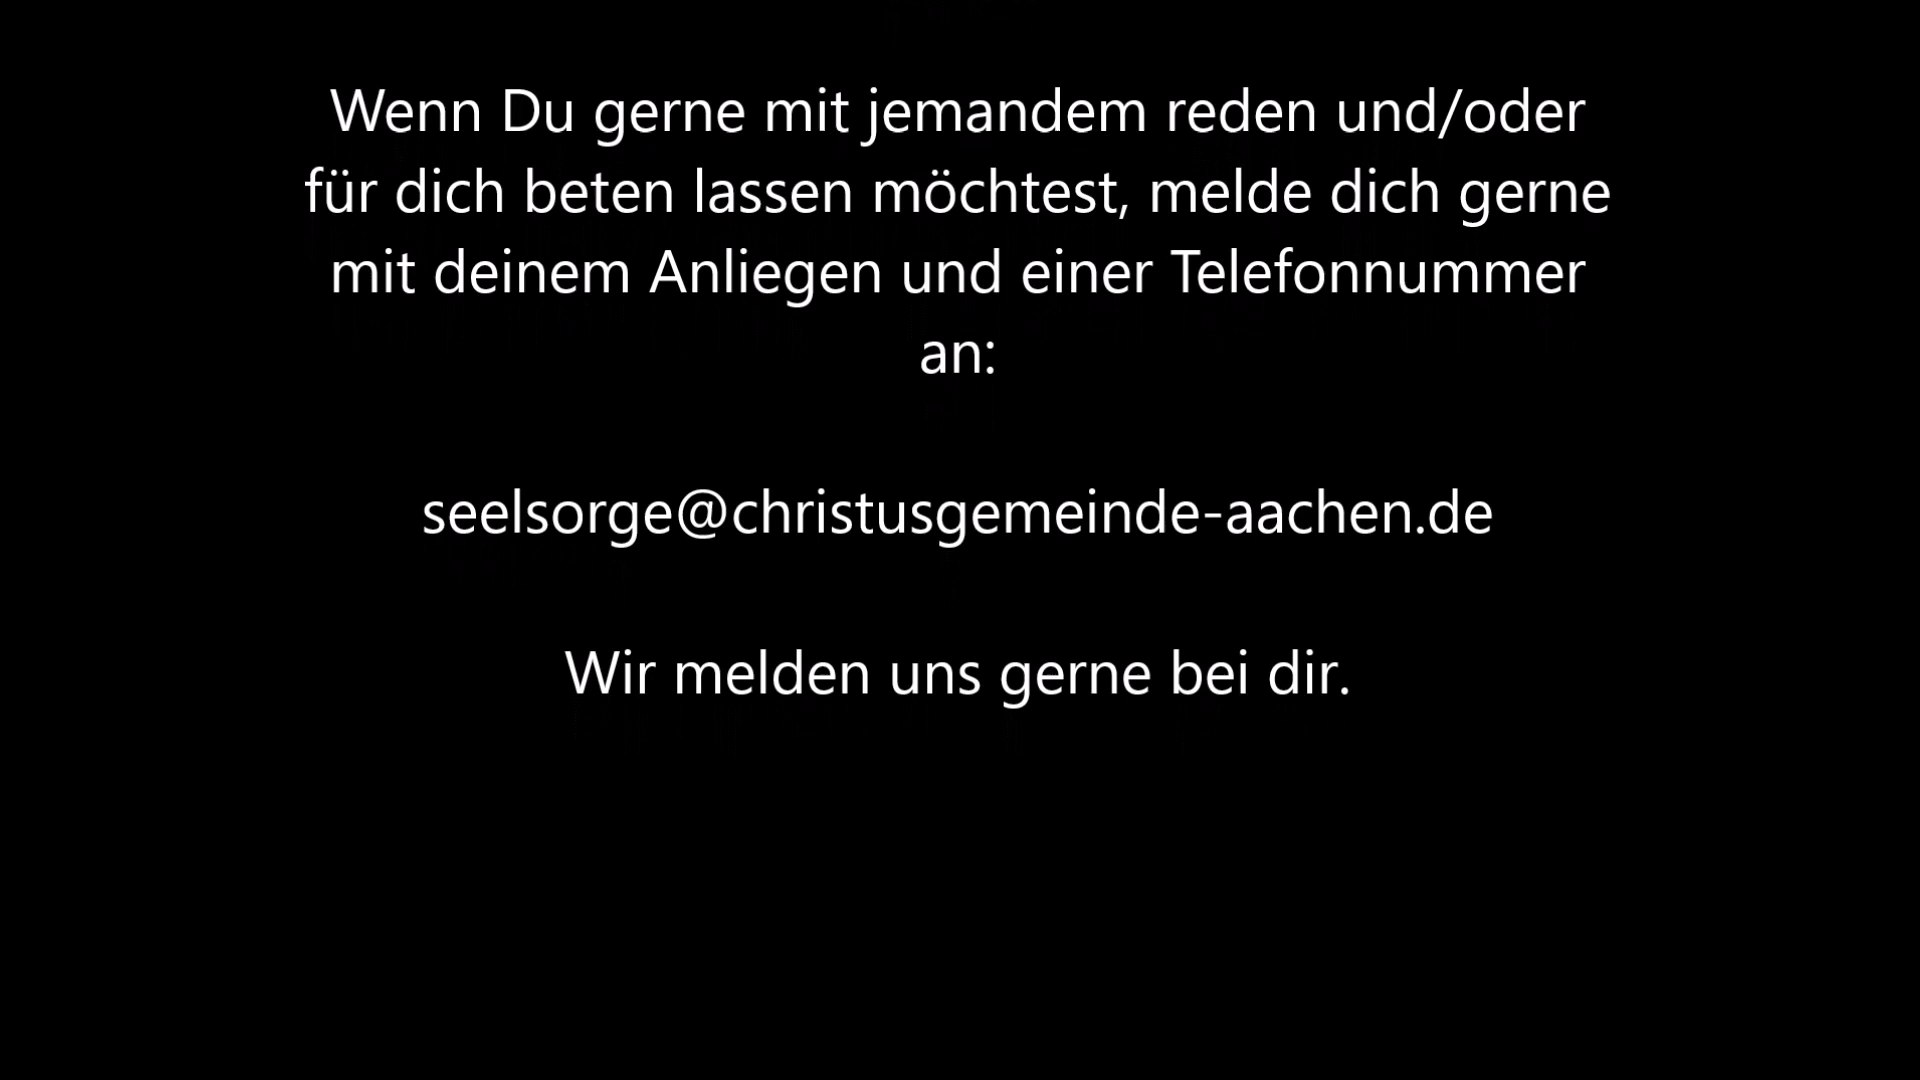 Wenn Du gerne mit jemandem reden und/oder
für dich beten lassen möchtest, melde dich gerne
mit deinem Anliegen und einer Telefonnummer
an:
seelsorge@christusgemeinde-aachen.de
Wir melden uns gerne bei dir.